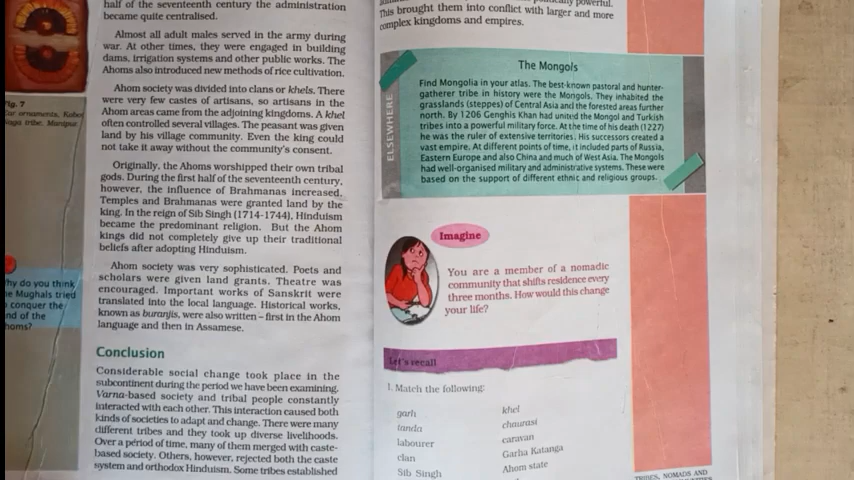 half of the seventeenth century the administration
became quite centralised.
Almost all adult males served in the army during
war. At other times, they were engaged in building
dams, irrigation systems and other public works. The
Ahoms also introduced new methods of rice cultivation.
Ahom society was divided into clans or khels. There
were very few castes of artisans, so artisans in the
Ahom areas came from the adjoining kingdoms. A khel
often controlled several villages. The peasant was given
land by his village community. Even the king could
not take it away without the community's consent.
Originally, the Ahoms worshipped their own tribal
gods. During the first half of the seventeenth century,
however, the influence of Brahmanas increased.
Temples and Brahmanas were granted land by the
king. In the reign of Sib Singh (1714-1744), Hinduism
became the predominant religion. But the Ahom
kings did not completely give up their traditional
beliefs after adopting Hinduism.
Ahom society was very sophisticated. Poets and
scholars were given land grants. Theatre was
encouraged. Important works of Sanskrit were
translated into the local language. Historical works,
known as buranjis, were also written – first in the Ahom
language and then in Assamese.
Conclusion
Considerable social change took place in the
subcontinent during the period we have been examining.
Varna-based society and tribal people constantly
interacted with each other. This interaction caused both
kinds of societies to adapt and change. There were many
different tribes and they took up diverse livelihoods.
Over a period of time, many of them merged with caste-
based society. Others, however, rejected both the caste
system and orthodox Hinduism. Some tribes established
Fig. 7
Ear ornaments, Koboi
Naga tribe, Manipur.
Why do you think
the Mughals tried
conquer the
land of the
Ahoms?
powerful.
This brought them into conflict with larger and more
complex kingdoms and empires.
ELSEWHERE
The Mongols
Find Mongolia in your atlas. The best-known pastoral and hunter-
gatherer tribe in history were the Mongols. They inhabited the
grasslands (steppes) of Central Asia and the forested areas further
north. By 1206 Genghis Khan had united the Mongol and Turkish
tribes into a powerful military force. At the time of his death (1227)
he was the ruler of extensive territories. His successors created a
vast empire. At different points of time, it included parts of Russia,
Eastern Europe and also China and much of West Asia. The Mongols
had well-organised military and administrative systems. These were
based on the support of different ethnic and religious groups.
Imagine
You are a member of a nomadic
community that shifts residence every
three months. How would this change
your life?
Let's recall
1. Match the following:
garh khel
tanda chaurasi
labourer caravan
clan Garha Katanga
Sib Singh Ahom state
TRIBES, NOMADS AND